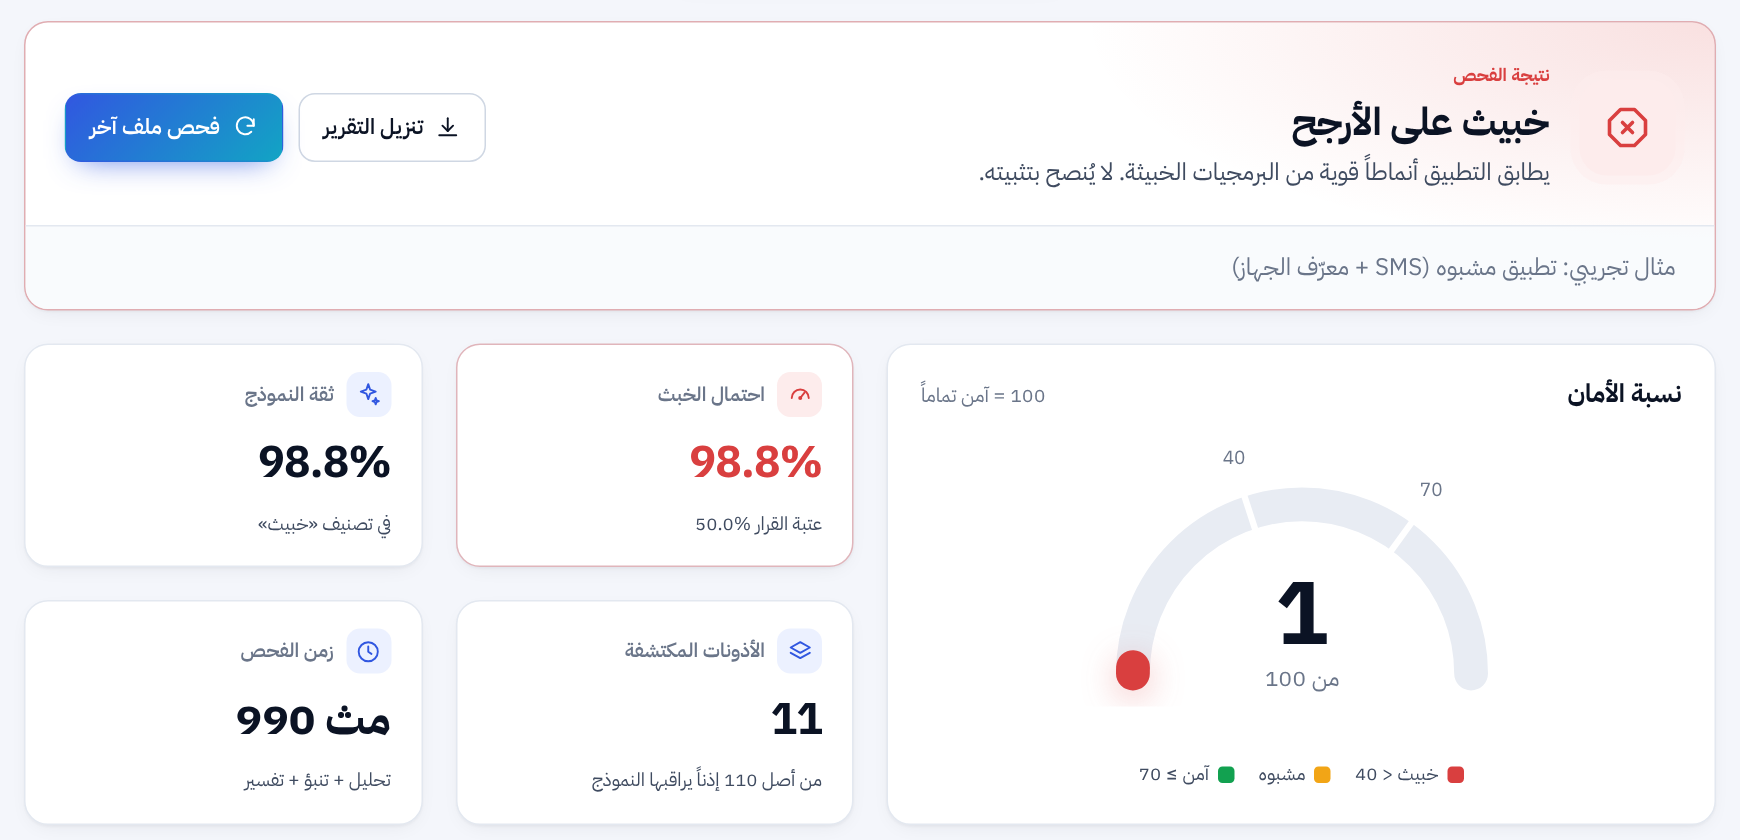 نتيجة الفحص
خبيث على الأرجح
يطابق التطبيق أنماطاً قوية من البرمجيات الخبيثة. لا يُنصح بتثبيته.
تنزيل التقرير
فحص ملف آخر
مثال تجريبي: تطبيق مشبوه (SMS + معرّف الجهاز)
نسبة الأمان
100 = آمن تماماً
40
70
1
من 100
خبيث < 40
مشبوه
آمن ≥ 70
احتمال الخبث
98.8%
عتبة القرار 50.0%
ثقة النموذج
98.8%
في تصنيف «خبيث»
الأذونات المكتشفة
11
من أصل 110 إذناً يراقبها النموذج
زمن الفحص
990 مث
تحليل + تنبؤ + تفسير